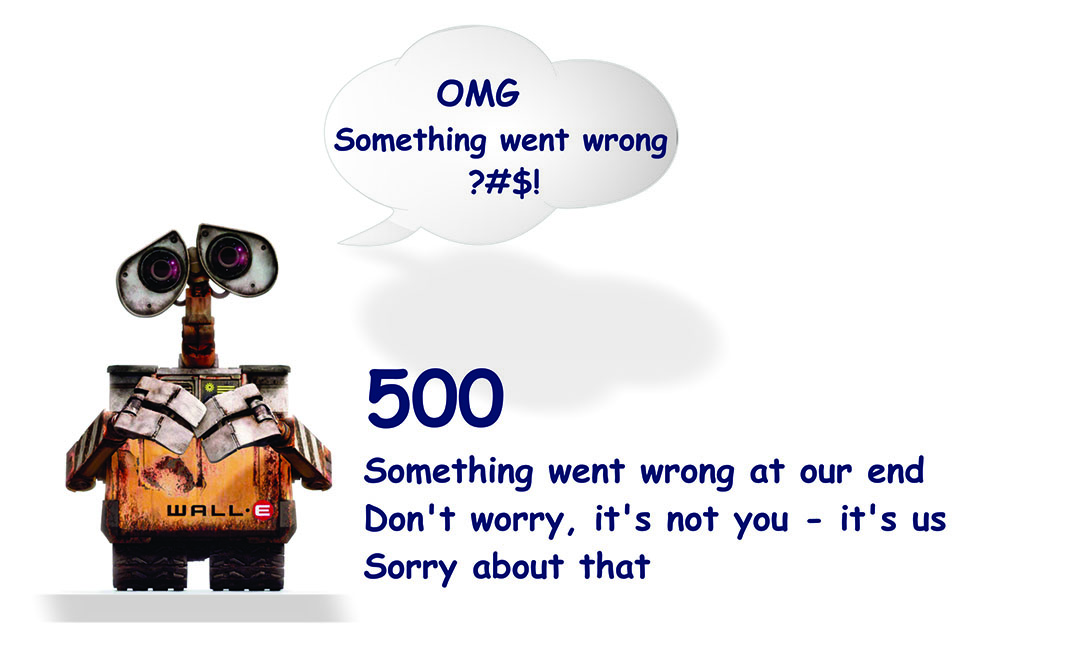 OMG
Something went wrong
?#$!
500
Something went wrong at our end
Don't worry, it's not you - it's us
Sorry about that
WALL·E